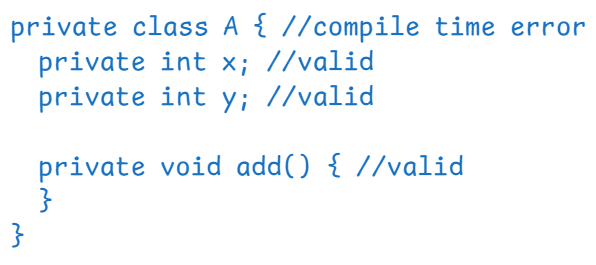 private class A { //compile time error
private int x; //valid
private int y; //valid
private void add() { //valid
}
}